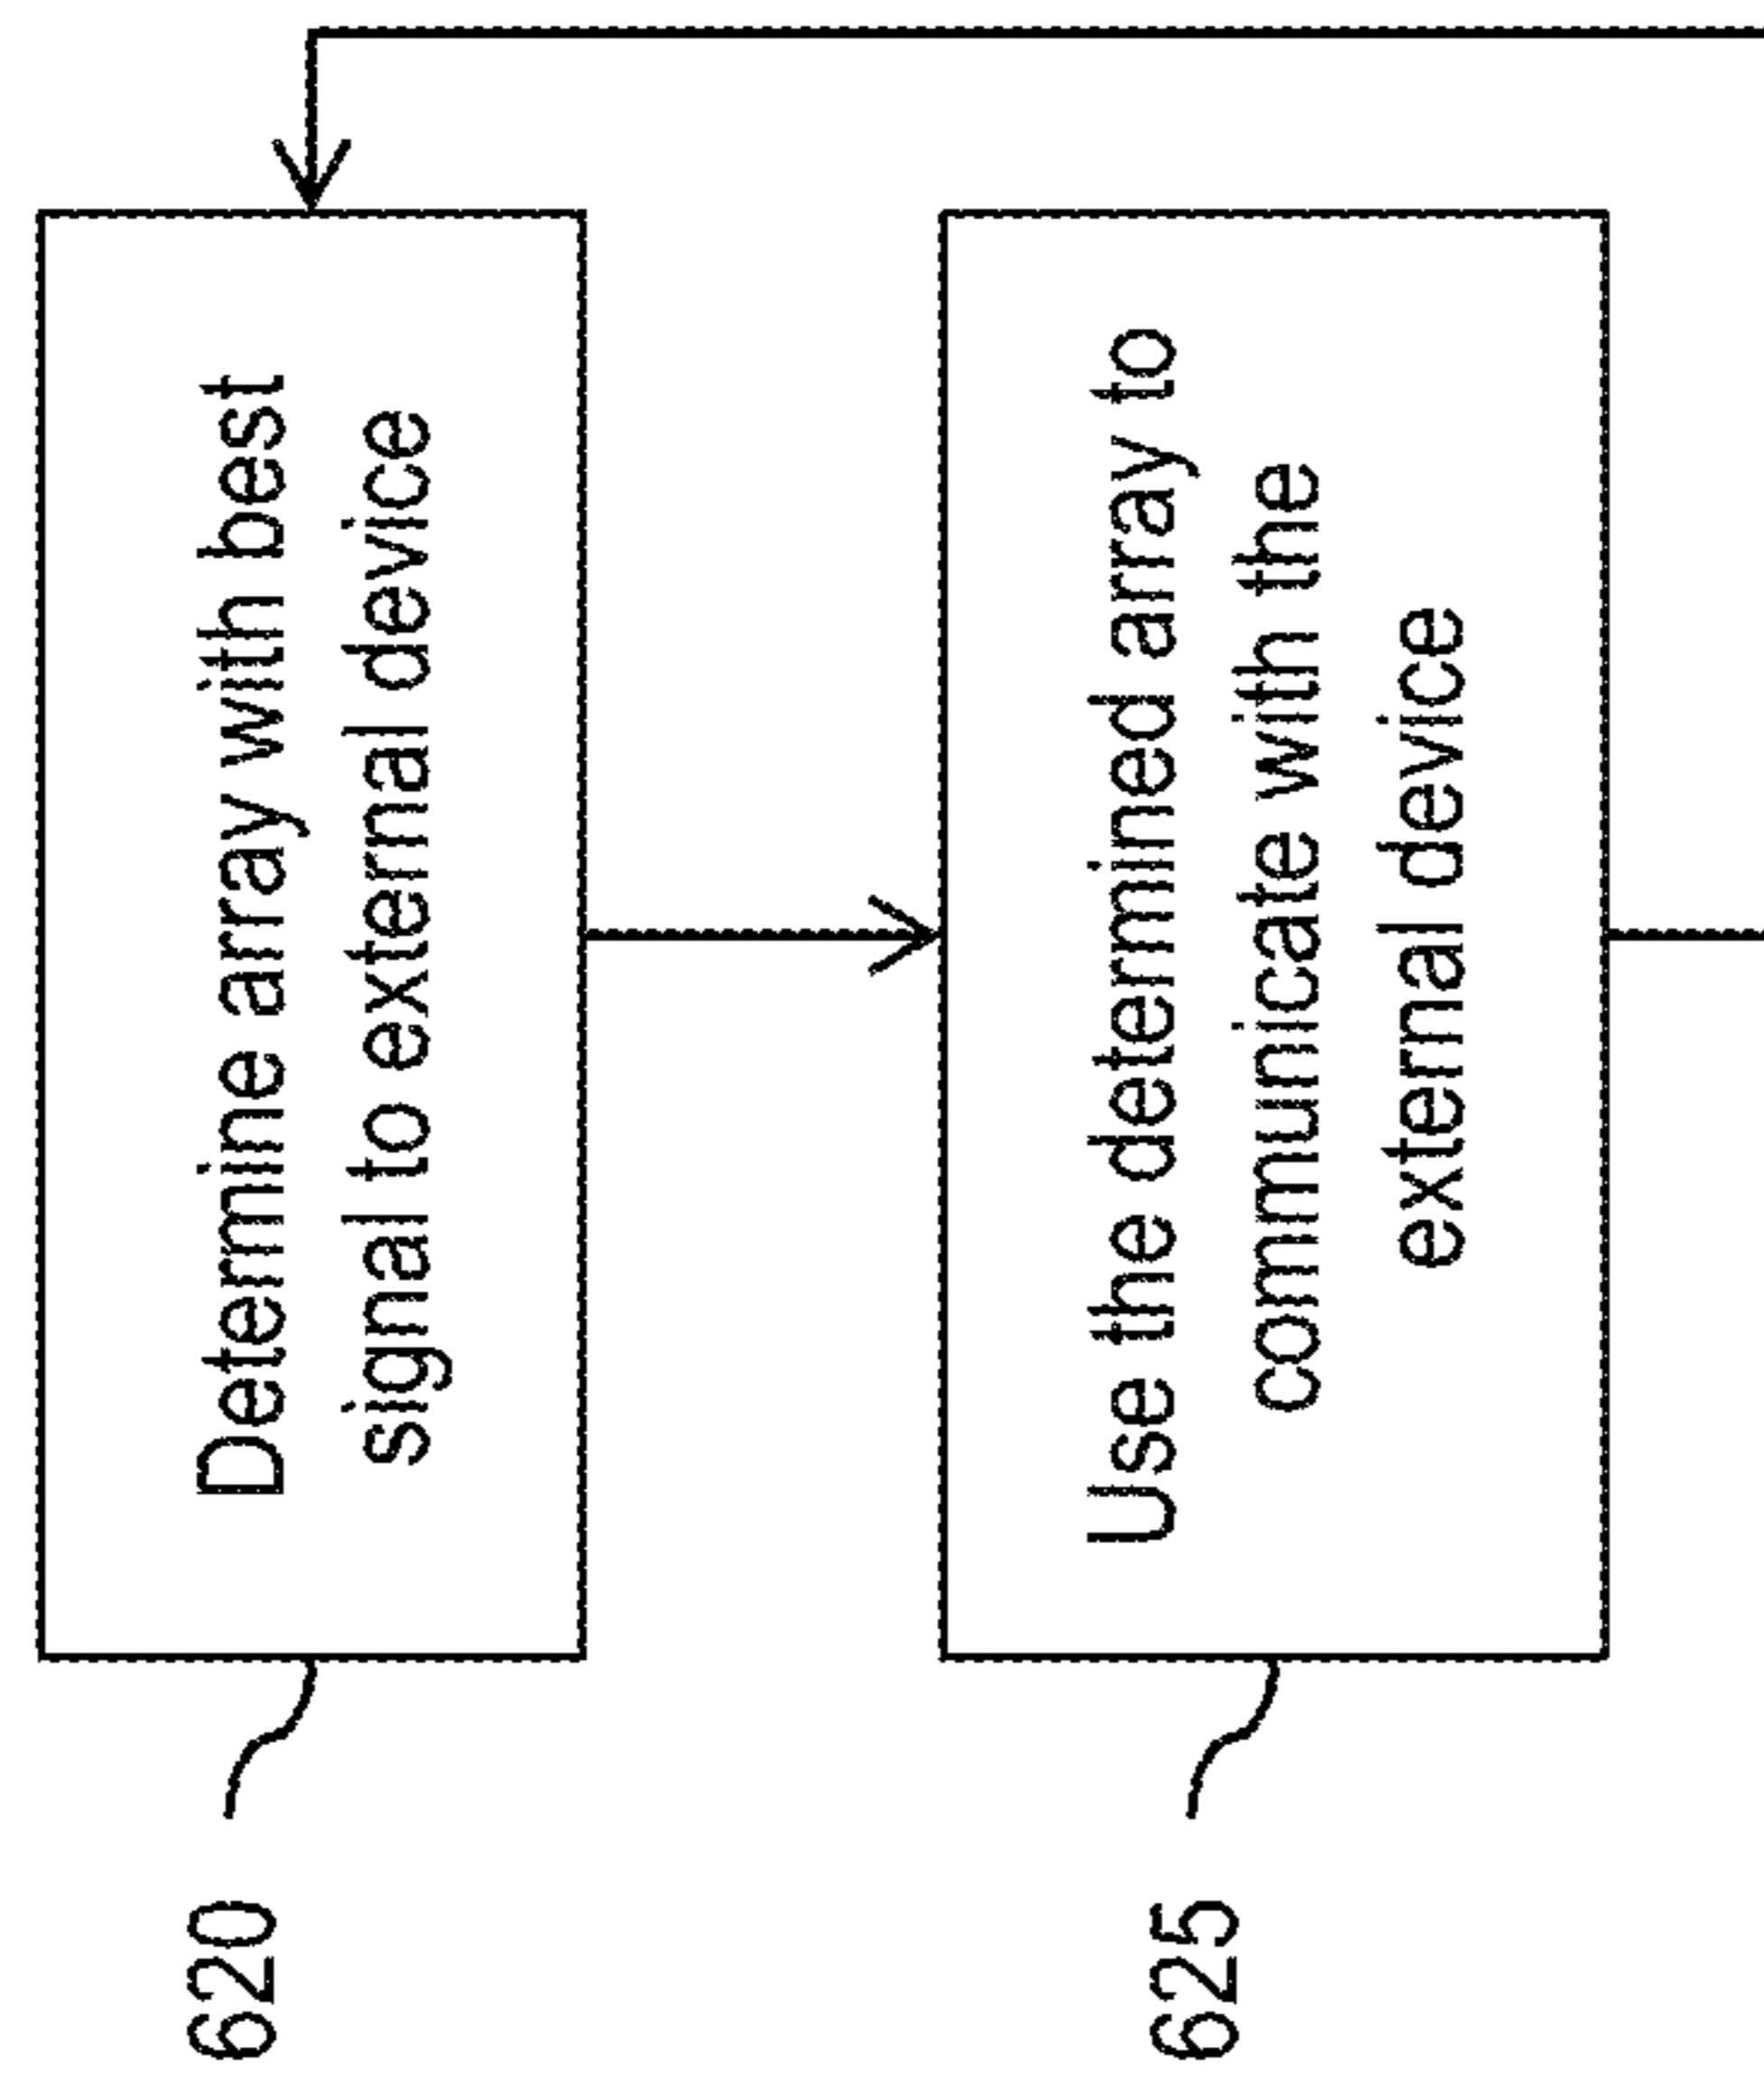 620
Determine array with best
signal to external device
625
Use the determined array to
communicate with the
external device